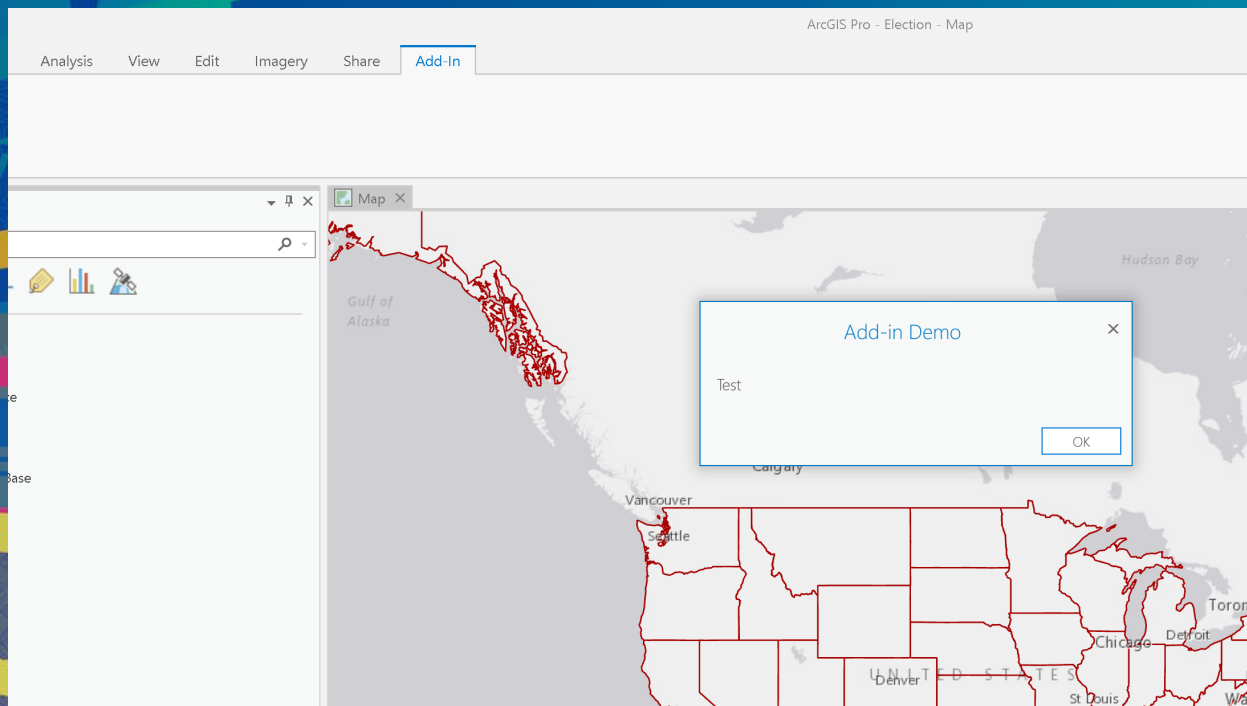 ArcGIS Pro - Election - Map
Analysis View Edit Imagery Share Add-In
Map
Hudson Bay
Gulf of
Alaska
Add-in Demo
Test
OK
Calgary
Vancouver
Seattle
Toron
Detroit
Chicago
UNITED STATES
Denver
St Louis
Wa
ce
Base